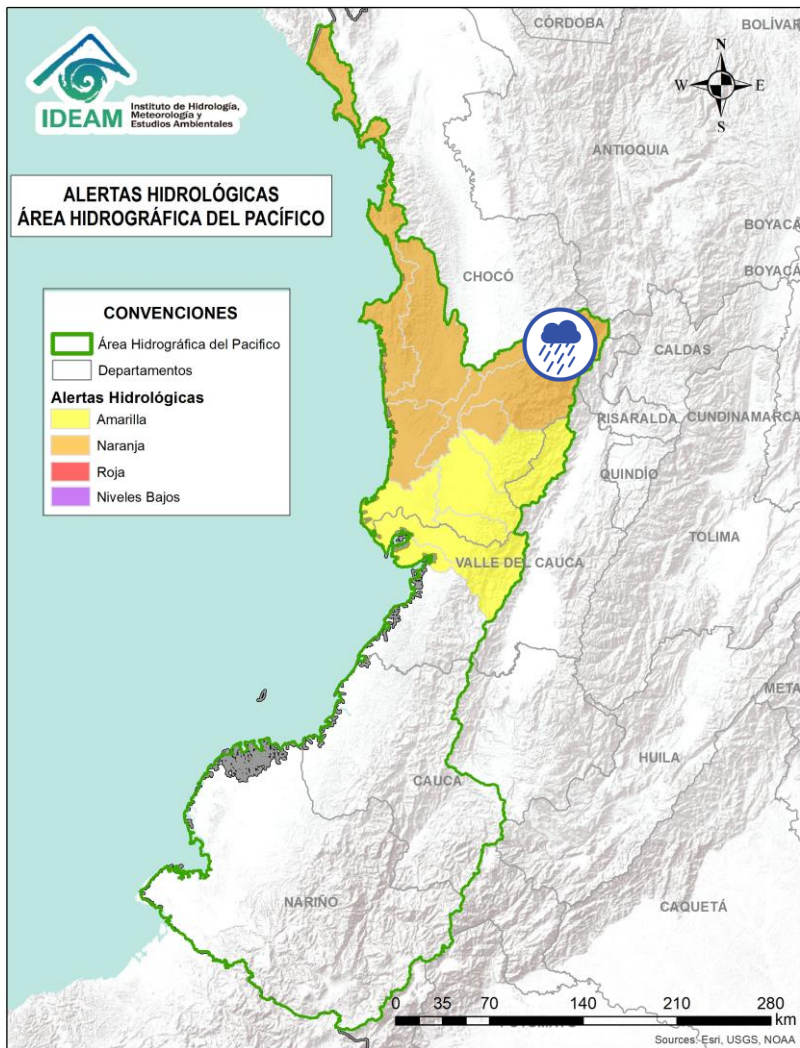 IDEAM
Instituto de Hidrología,
Meteorología y
Estudios Ambientales
ALERTAS HIDROLÓGICAS
ÁREA HIDROGRÁFICA DEL PACÍFICO
CONVENCIONES
Área Hidrográfica del Pacifico
Departamentos
Alertas Hidrológicas
Amarilla
Naranja
Roja
Niveles Bajos
N
W
E
S
CÓRDOBA
BOLÍVAR
ANTIOQUIA
BOYACÁ
BOYACÁ
CHOCÓ
CALDAS
RISARALDA
CUNDINAMARCA
QUINDÍO
TOLIMA
VALLE DEL CAUCA
META
HUILA
CAUCA
NARIÑO
CAQUETÁ
0 35 70 140 210 280
km
Sources: Esri, USGS, NOAA